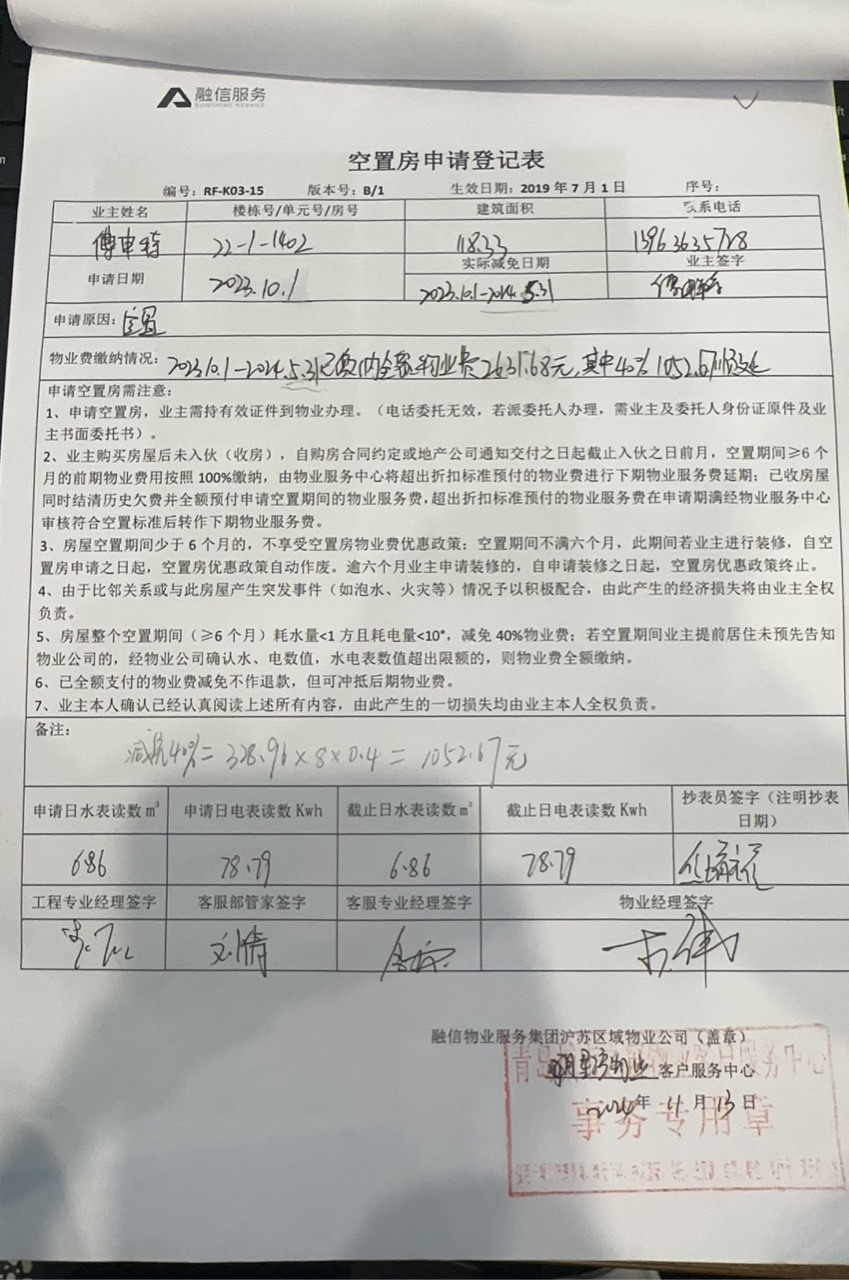 融信服务
空置房申请登记表
编号：RF-K03-15 版本号：B/1 生效日期：2019 年 7 月 1 日 序号：
业主姓名 楼栋号/单元号/房号 建筑面积 联系电话
22-1-1402 118.33 13963635728
申请日期 2023.10.1 实际减免日期 业主签字
2023.10.1-2024.5.31
申请原因：空置
物业费缴纳情况：2023.10.1-2024.5.31已缴纳全额物业费2631.68元,其中40% 1052.67顺延
申请空置房需注意：
1、申请空置房，业主需持有效证件到物业办理。（电话委托无效，若派委托人办理，需业主及委托人身份证原件及业
主书面委托书）。
2、业主购买房屋后未入伙（收房），自购房合同约定或地产公司通知交付之日起截止入伙之日前月，空置期间≥6 个
月的前期物业费用按照 100%缴纳，由物业服务中心将超出折扣标准预付的物业费进行下期物业服务费延期；已收房屋
同时结清历史欠费并全额预付申请空置期间的物业服务费，超出折扣标准预付的物业服务费在申请期满经物业服务中心
审核符合空置标准后转作下期物业服务费。
3、房屋空置期间少于 6 个月的，不享受空置房物业费优惠政策；空置期间不满六个月，此期间若业主进行装修，自空
置房申请之日起，空置房优惠政策自动作废。逾六个月业主申请装修的，自申请装修之日起，空置房优惠政策终止。
4、由于比邻关系或与此房屋产生突发事件（如泡水、火灾等）情况予以积极配合，由此产生的经济损失将由业主全权
负责。
5、房屋整个空置期间（≥6 个月）耗水量<1 方且耗电量<10°，减免 40%物业费；若空置期间业主提前居住未预先告知
物业公司的，经物业公司确认水、电数值，水电表数值超出限额的，则物业费全额缴纳。
6、已全额支付的物业费减免不作退款，但可冲抵后期物业费。
7、业主本人确认已经认真阅读上述所有内容，由此产生的一切损失均由业主本人全权负责。
备注：
减免40%=328.96×8×0.4=1052.67元
申请日水表读数 m³ 申请日电表读数 Kwh 截止日水表读数 m³ 截止日电表读数 Kwh 抄表员签字（注明抄表
日期）
6.86 78.79 6.86 78.79
工程专业经理签字 客服部管家签字 客服专业经理签字 物业经理签字
刘倩
融信物业服务集团沪苏区域物业公司（盖章）
客户服务中心
2024年 11 月 13 日
事务专用章